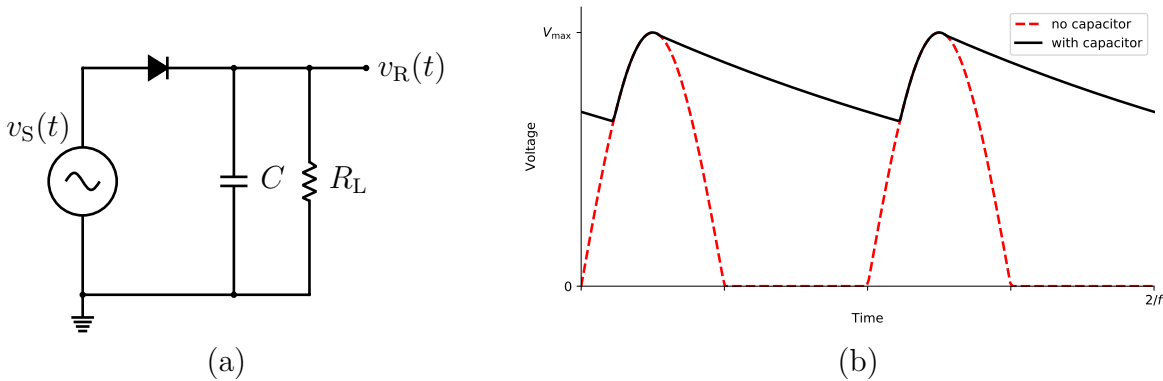 v_S(t)
v_R(t)
C
R_L
(a)
V_max
Voltage
0
Time
2/f
no capacitor
with capacitor
(b)